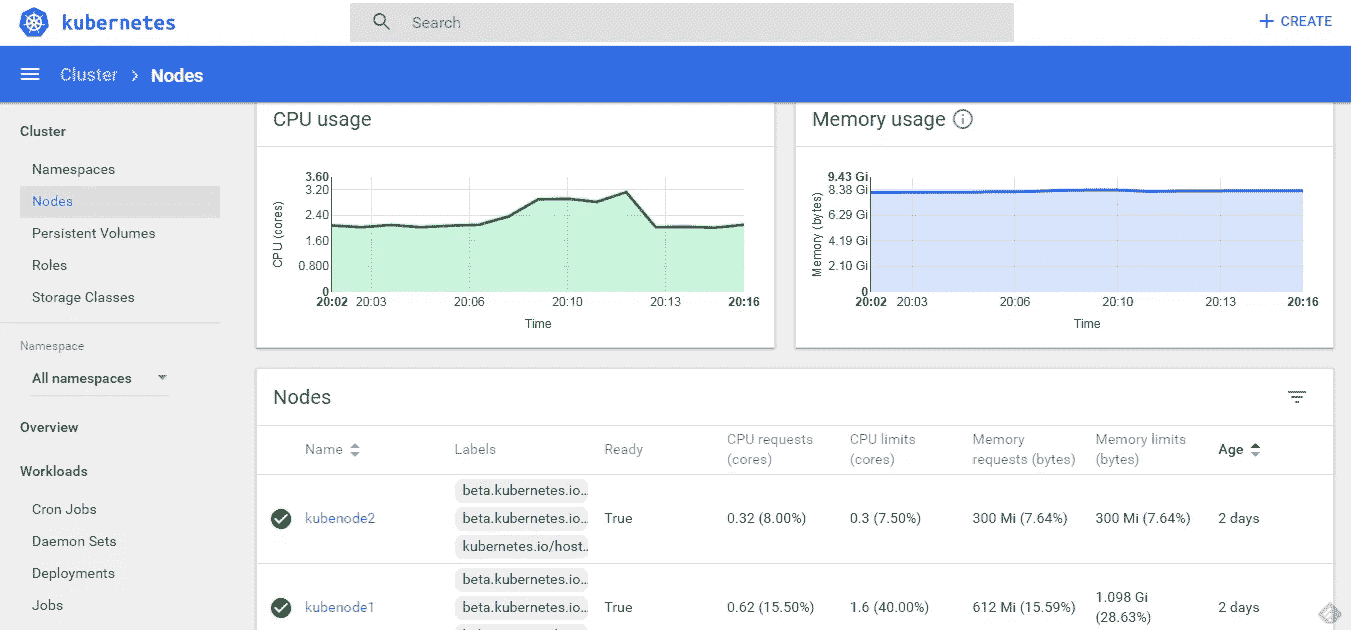 kubernetes
Search
CREATE
Cluster
Nodes
Cluster
Namespaces
Nodes
Persistent Volumes
Roles
Storage Classes
Namespace
All namespaces
Overview
Workloads
Cron Jobs
Daemon Sets
Deployments
Jobs
CPU usage
CPU (cores)
3.60
3.20
2.40
1.60
0.800
0
20:02 20:03 20:06 20:10 20:13 20:16
Time
Memory usage
Memory (bytes)
9.43 Gi
8.38 Gi
6.29 Gi
4.19 Gi
2.10 Gi
0
20:02 20:03 20:06 20:10 20:13 20:16
Time
Nodes
Name Labels Ready CPU requests (cores) CPU limits (cores) Memory requests (bytes) Memory limits (bytes) Age
beta.kubernetes.io...
kubenode2 beta.kubernetes.io... True 0.32 (8.00%) 0.3 (7.50%) 300 Mi (7.64%) 300 Mi (7.64%) 2 days
kubernetes.io/host..
beta.kubernetes.io...
kubenode1 beta.kubernetes.io... True 0.62 (15.50%) 1.6 (40.00%) 612 Mi (15.59%) 1.098 Gi (28.63%) 2 days